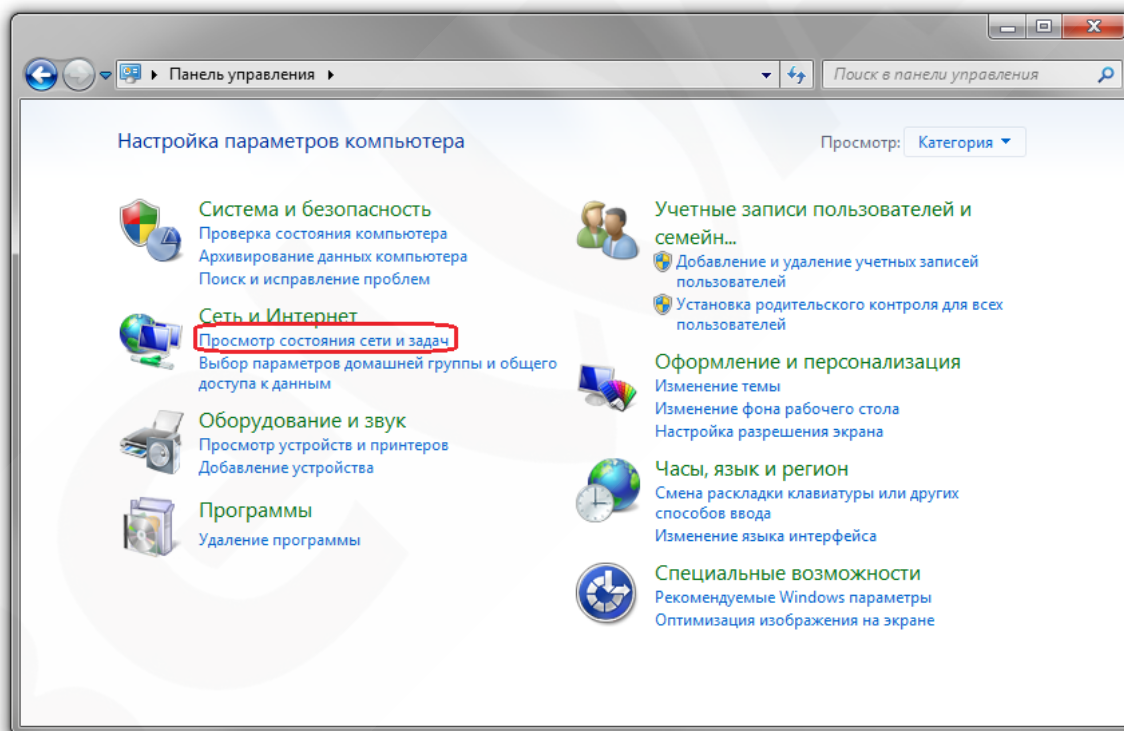 Панель управления
Поиск в панели управления
Настройка параметров компьютера
Просмотр: Категория
Система и безопасность
Проверка состояния компьютера
Архивирование данных компьютера
Поиск и исправление проблем
Сеть и Интернет
Просмотр состояния сети и задач
Выбор параметров домашней группы и общего
доступа к данным
Оборудование и звук
Просмотр устройств и принтеров
Добавление устройства
Программы
Удаление программы
Учетные записи пользователей и
семейн...
Добавление и удаление учетных записей
пользователей
Установка родительского контроля для всех
пользователей
Оформление и персонализация
Изменение темы
Изменение фона рабочего стола
Настройка разрешения экрана
Часы, язык и регион
Смена раскладки клавиатуры или других
способов ввода
Изменение языка интерфейса
Специальные возможности
Рекомендуемые Windows параметры
Оптимизация изображения на экране